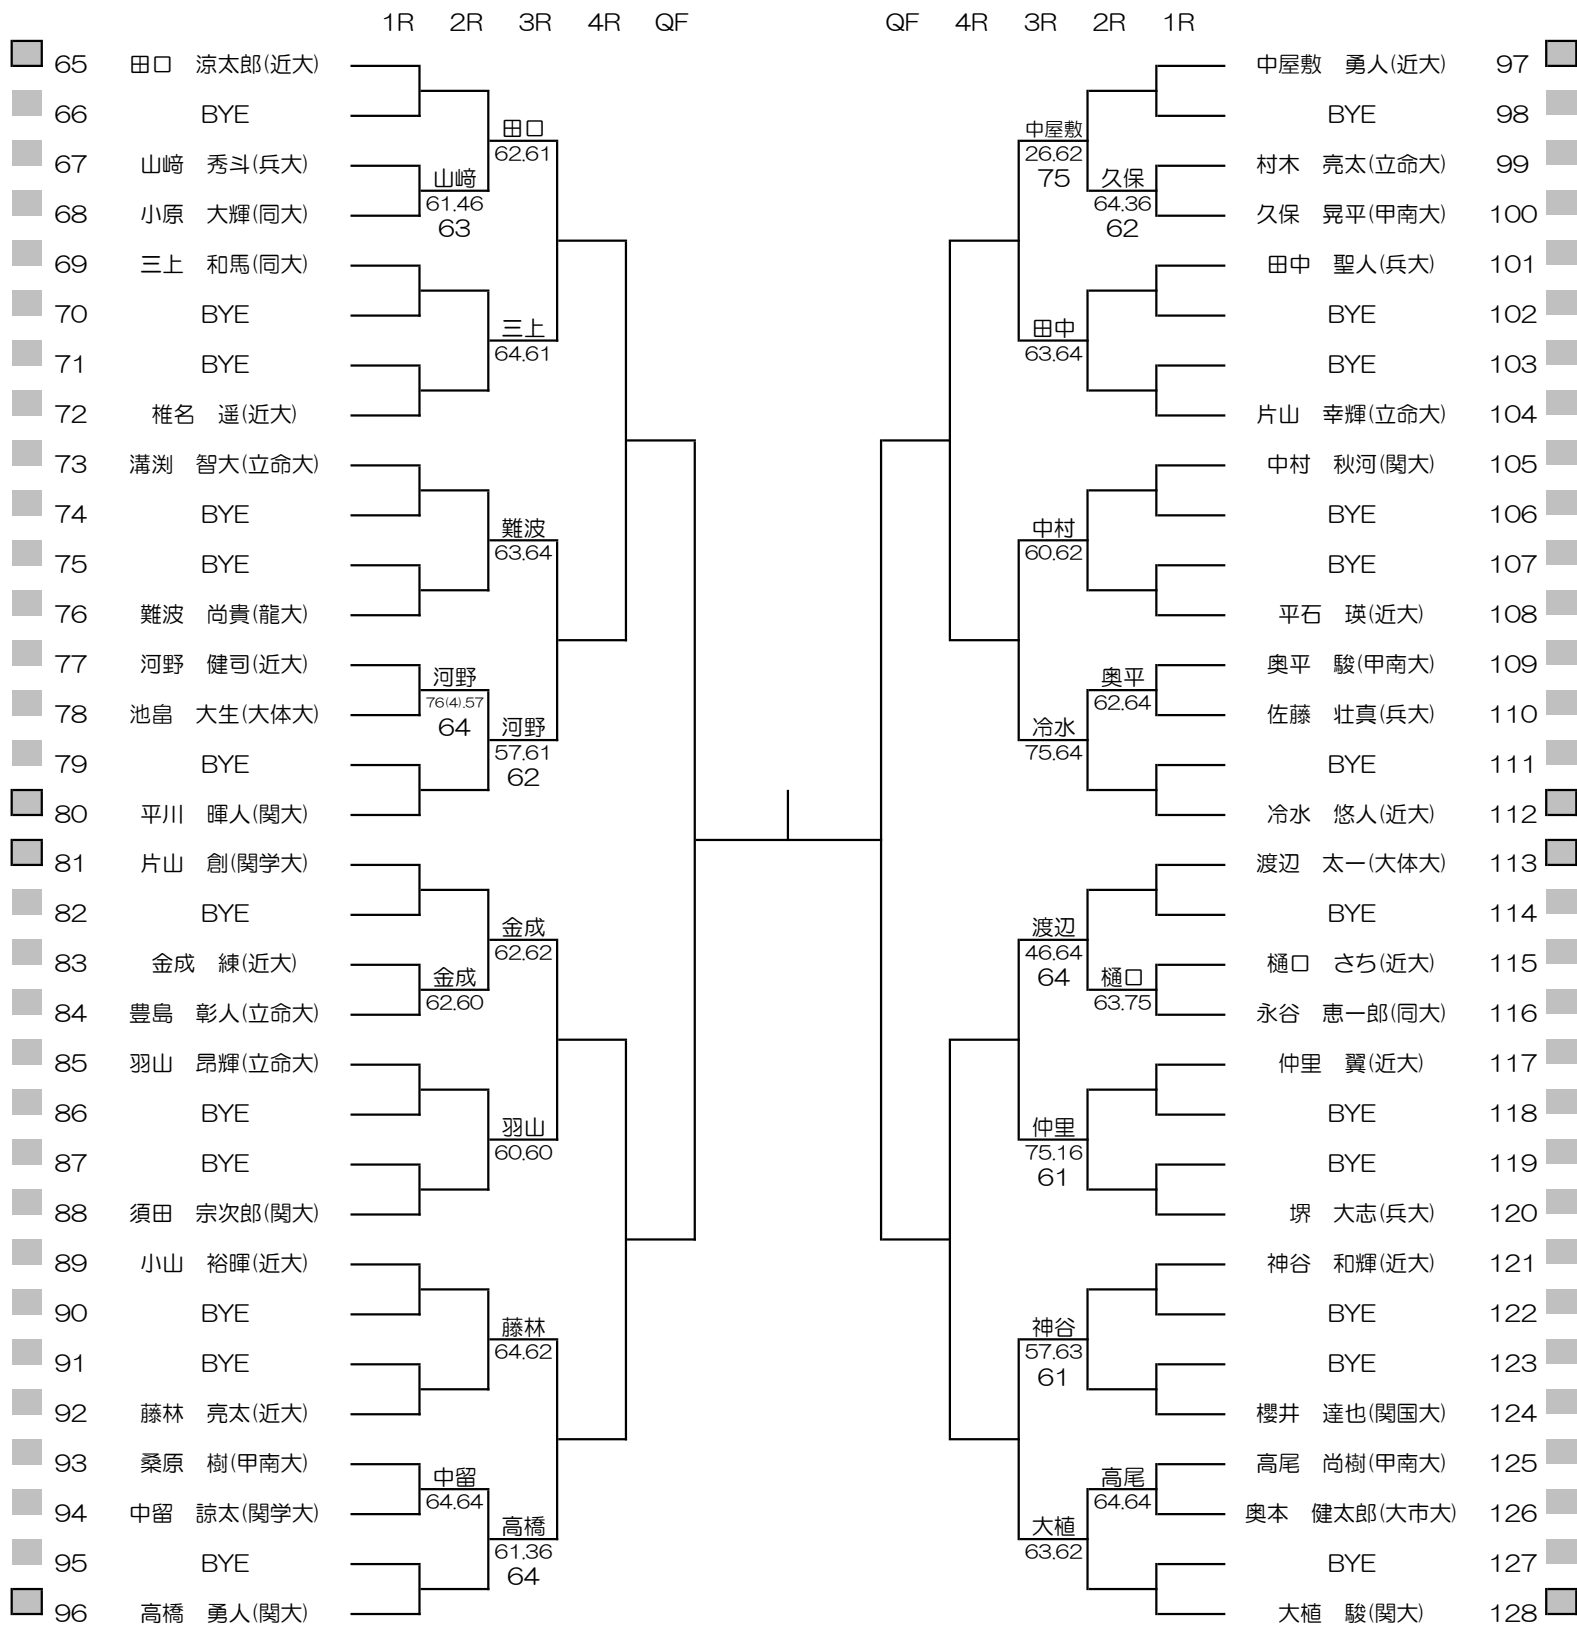 1R 2R 3R 4R QF
65 田口 涼太郎(近大)
66 BYE
田口
62.61
67 山﨑 秀斗(兵大)
山﨑
61.46
63
68 小原 大輝(同大)
69 三上 和馬(同大)
70 BYE
三上
64.61
71 BYE
72 椎名 遥(近大)
73 溝渕 智大(立命大)
74 BYE
難波
63.64
75 BYE
76 難波 尚貴(龍大)
77 河野 健司(近大)
河野
76(4).57
64
78 池畠 大生(大体大)
河野
57.61
62
79 BYE
80 平川 暉人(関大)
81 片山 創(関学大)
82 BYE
金成
62.62
83 金成 練(近大)
金成
62.60
84 豊島 彰人(立命大)
85 羽山 昂輝(立命大)
86 BYE
羽山
60.60
87 BYE
88 須田 宗次郎(関大)
89 小山 裕暉(近大)
90 BYE
藤林
64.62
91 BYE
92 藤林 亮太(近大)
93 桑原 樹(甲南大)
中留
64.64
94 中留 諒太(関学大)
高橋
61.36
64
95 BYE
96 高橋 勇人(関大)
QF 4R 3R 2R 1R
中屋敷 勇人(近大) 97
BYE 98
中屋敷
26.62
75
村木 亮太(立命大) 99
久保
64.36
62
久保 晃平(甲南大) 100
田中 聖人(兵大) 101
BYE 102
田中
63.64
BYE 103
片山 幸輝(立命大) 104
中村 秋河(関大) 105
BYE 106
中村
60.62
BYE 107
平石 瑛(近大) 108
奥平 駿(甲南大) 109
奥平
62.64
佐藤 壮真(兵大) 110
冷水
75.64
BYE 111
冷水 悠人(近大) 112
渡辺 太一(大体大) 113
BYE 114
渡辺
46.64
64
樋口 さち(近大) 115
樋口
63.75
永谷 恵一郎(同大) 116
仲里 翼(近大) 117
BYE 118
仲里
75.16
61
BYE 119
堺 大志(兵大) 120
神谷 和輝(近大) 121
BYE 122
神谷
57.63
61
BYE 123
櫻井 達也(関国大) 124
高尾 尚樹(甲南大) 125
高尾
64.64
奥本 健太郎(大市大) 126
大植
63.62
BYE 127
大植 駿(関大) 128